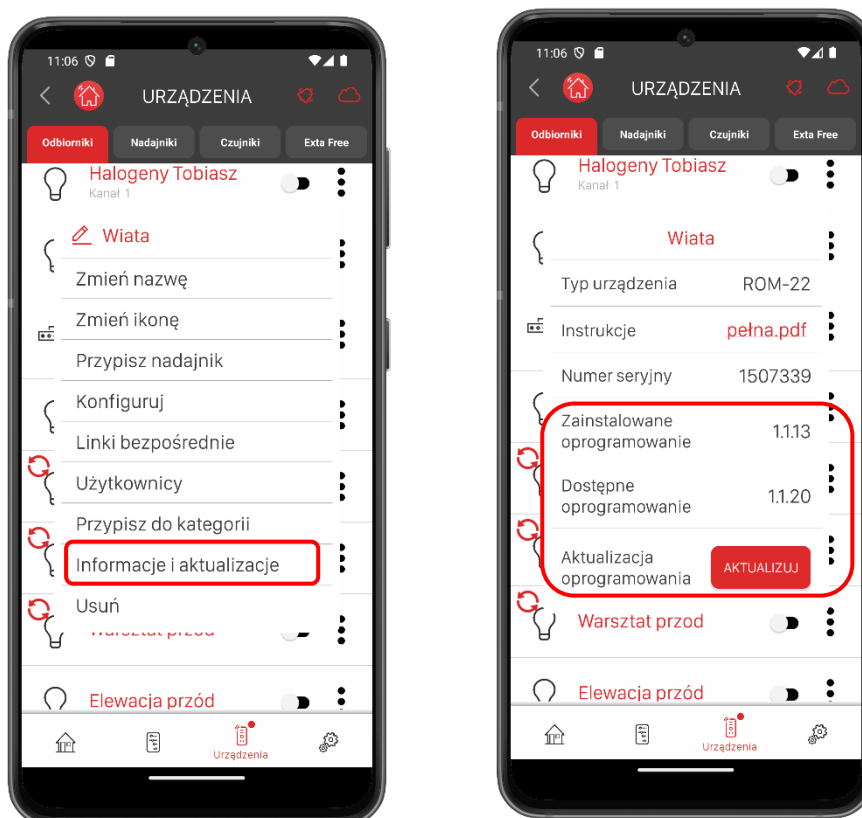 11:06
URZĄDZENIA
Odbiorniki Nadajniki Czujniki Exta Free
Halogeny Tobiasz
Kanał 1
Wiata
Zmień nazwę
Zmień ikonę
Przypisz nadajnik
Konfiguruj
Linki bezpośrednie
Użytkownicy
Przypisz do kategorii
Informacje i aktualizacje
Usuń
Warsztat przód
Elewacja przód
Urządzenia
11:06
URZĄDZENIA
Odbiorniki Nadajniki Czujniki Exta Free
Halogeny Tobiasz
Kanał 1
Wiata
Typ urządzenia ROM-22
Instrukcje pełna.pdf
Numer seryjny 1507339
Zainstalowane
oprogramowanie 1.1.13
Dostępne
oprogramowanie 1.1.20
Aktualizacja
oprogramowania AKTUALIZUJ
Warsztat przod
Elewacja przód
Urządzenia